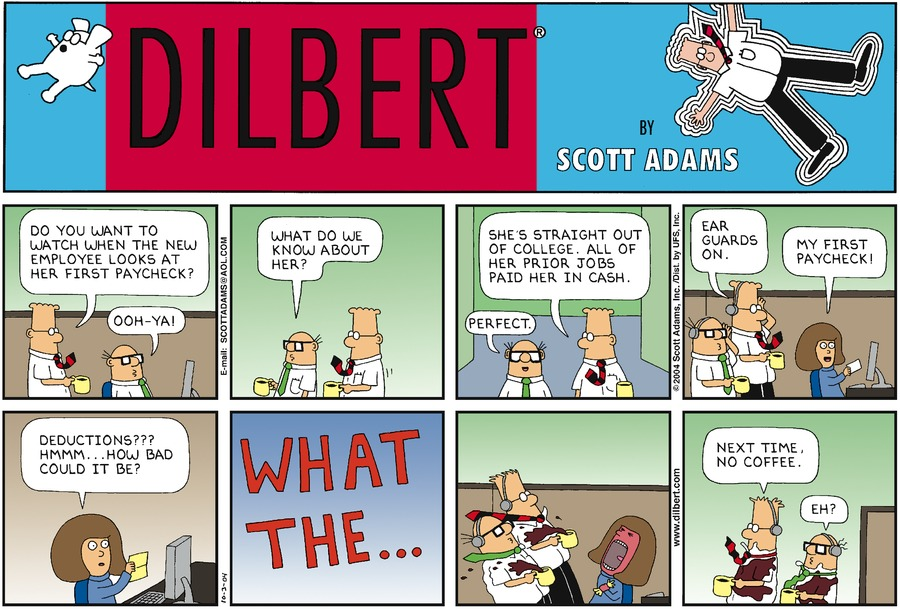 DILBERT®
BY
SCOTT ADAMS
DO YOU WANT TO
WATCH WHEN THE NEW
EMPLOYEE LOOKS AT
HER FIRST PAYCHECK?
OOH-YA!
E-mail: SCOTTADAMS@AOL.COM
WHAT DO WE
KNOW ABOUT
HER?
SHE'S STRAIGHT OUT
OF COLLEGE. ALL OF
HER PRIOR JOBS
PAID HER IN CASH.
PERFECT.
©2004 Scott Adams, Inc./Dist. by UFS, Inc.
EAR
GUARDS
ON.
MY FIRST
PAYCHECK!
DEDUCTIONS???
HMMM...HOW BAD
COULD IT BE?
10-3-04
WHAT
THE...
www.dilbert.com
NEXT TIME,
NO COFFEE.
EH?